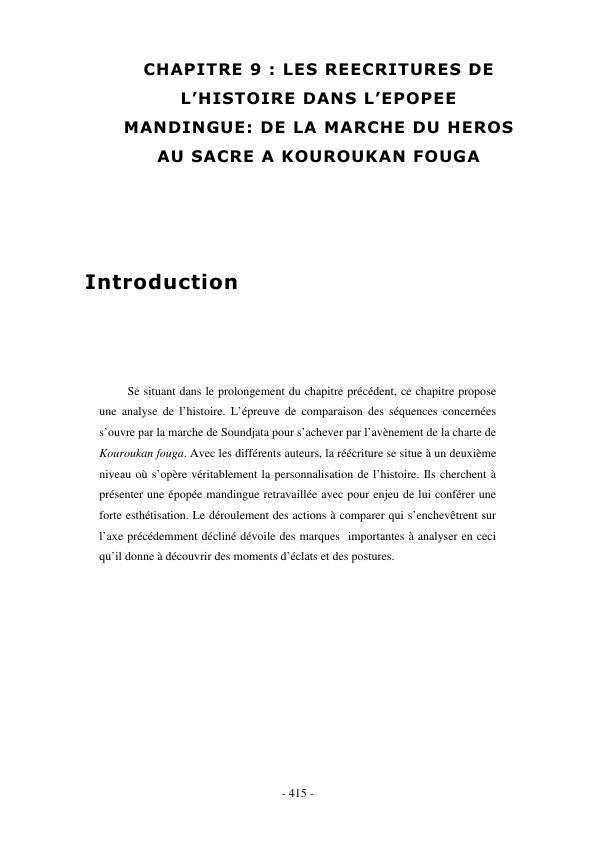 CHAPITRE 9 : LES REECRITURES DE
L’HISTOIRE DANS L’EPOPEE
MANDINGUE: DE LA MARCHE DU HEROS
AU SACRE A KOUROUKAN FOUGA
Introduction
Se situant dans le prolongement du chapitre précédent, ce chapitre propose
une analyse de l’histoire. L’épreuve de comparaison des séquences concernées
s’ouvre par la marche de Soundjata pour s’achever par l’avènement de la charte de
Kouroukan fouga. Avec les différents auteurs, la réécriture se situe à un deuxième
niveau où s’opère véritablement la personnalisation de l’histoire. Ils cherchent à
présenter une épopée mandingue retravaillée avec pour enjeu de lui conférer une
forte esthétisation. Le déroulement des actions à comparer qui s’enchevêtrent sur
l’axe précédemment décliné dévoile des marques importantes à analyser en ceci
qu’il donne à découvrir des moments d’éclats et des postures.
- 415 -